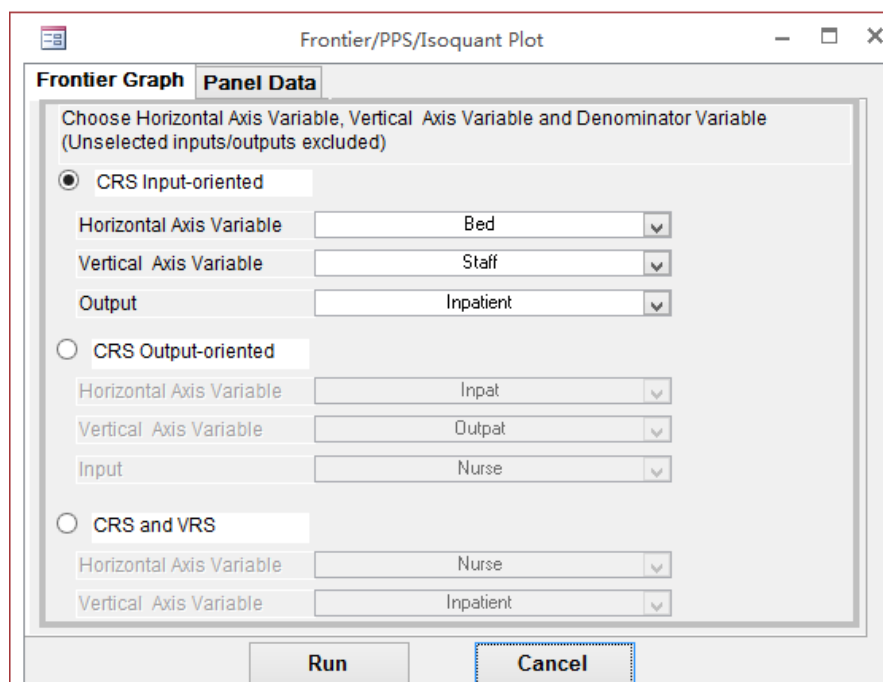 Frontier/PPS/Isoquant Plot
Frontier Graph Panel Data
Choose Horizontal Axis Variable, Vertical Axis Variable and Denominator Variable
(Unselected inputs/outputs excluded)
CRS Input-oriented
Horizontal Axis Variable Bed
Vertical Axis Variable Staff
Output Inpatient
CRS Output-oriented
Horizontal Axis Variable Inpat
Vertical Axis Variable Outpat
Input Nurse
CRS and VRS
Horizontal Axis Variable Nurse
Vertical Axis Variable Inpatient
Run Cancel